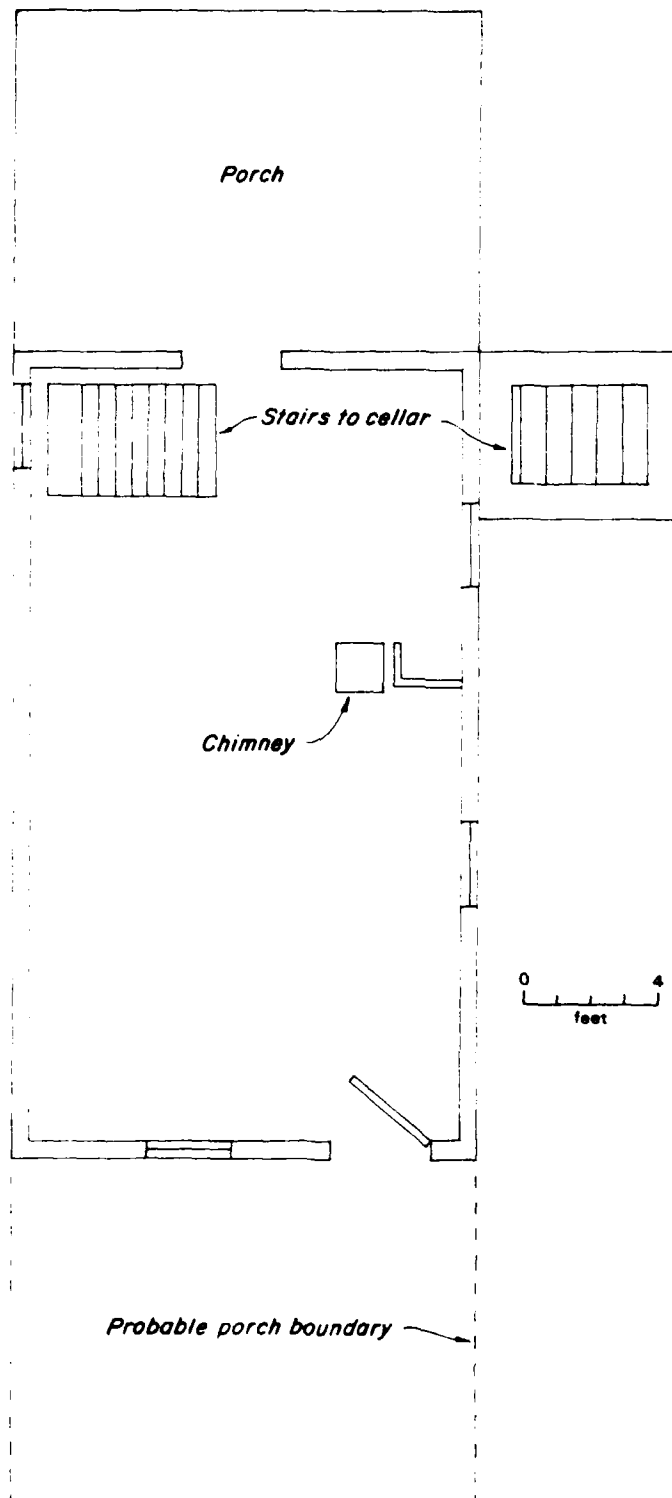 Porch
Stairs to cellar
Chimney
0 4
feet
Probable porch boundary